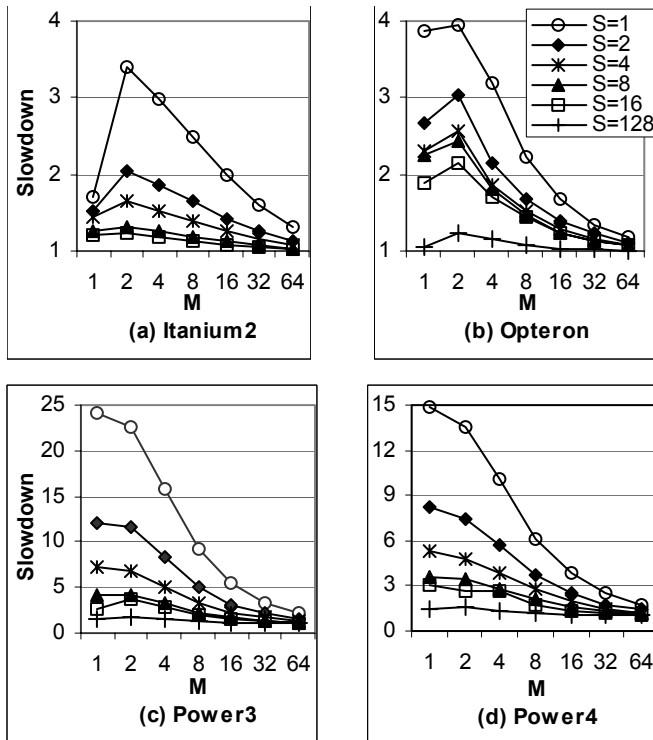 4
3
2
1
Slowdown
1 2 4 8 16 32 64
M
(a) Itanium2
4
3
2
1
1 2 4 8 16 32 64
M
(b) Opteron
S=1
S=2
S=4
S=8
S=16
S=128
25
20
15
10
5
0
Slowdown
1 2 4 8 16 32 64
M
(c) Power3
15
12
9
6
3
0
1 2 4 8 16 32 64
M
(d) Power4